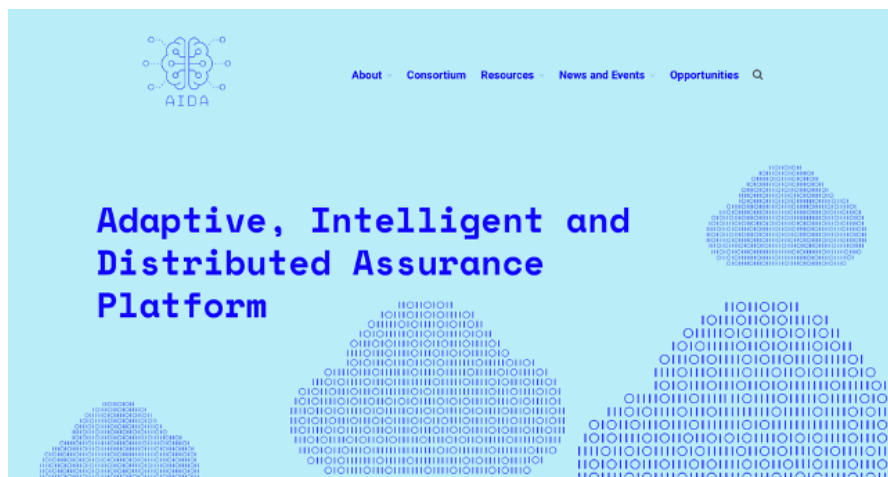 AIDA
About
Consortium
Resources
News and Events
Opportunities
Adaptive, Intelligent and
Distributed Assurance
Platform